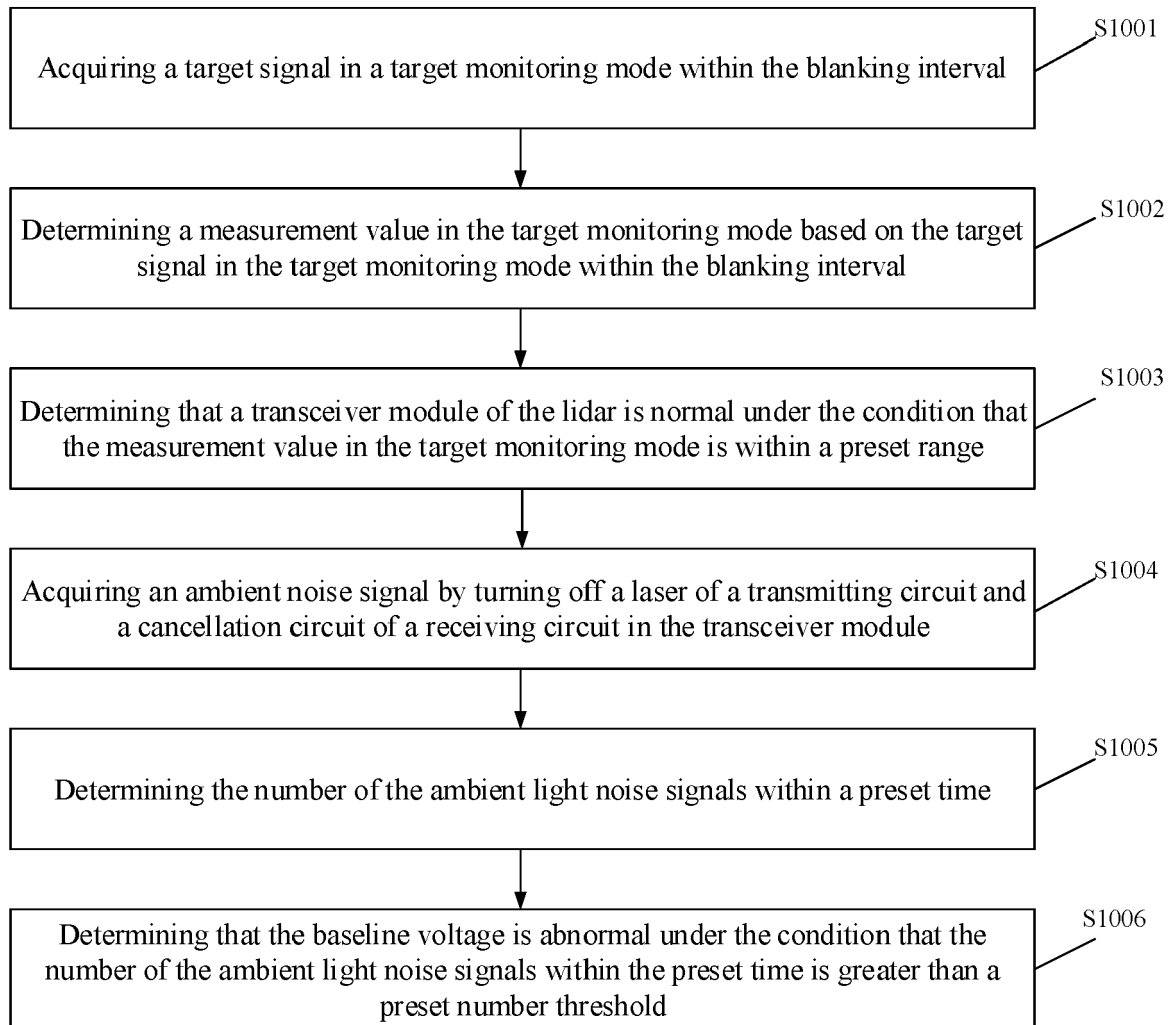 S1001
Acquiring a target signal in a target monitoring mode within the blanking interval
S1002
Determining a measurement value in the target monitoring mode based on the target
signal in the target monitoring mode within the blanking interval
S1003
Determining that a transceiver module of the lidar is normal under the condition that
the measurement value in the target monitoring mode is within a preset range
S1004
Acquiring an ambient noise signal by turning off a laser of a transmitting circuit and
a cancellation circuit of a receiving circuit in the transceiver module
S1005
Determining the number of the ambient light noise signals within a preset time
S1006
Determining that the baseline voltage is abnormal under the condition that the
number of the ambient light noise signals within the preset time is greater than a
preset number threshold